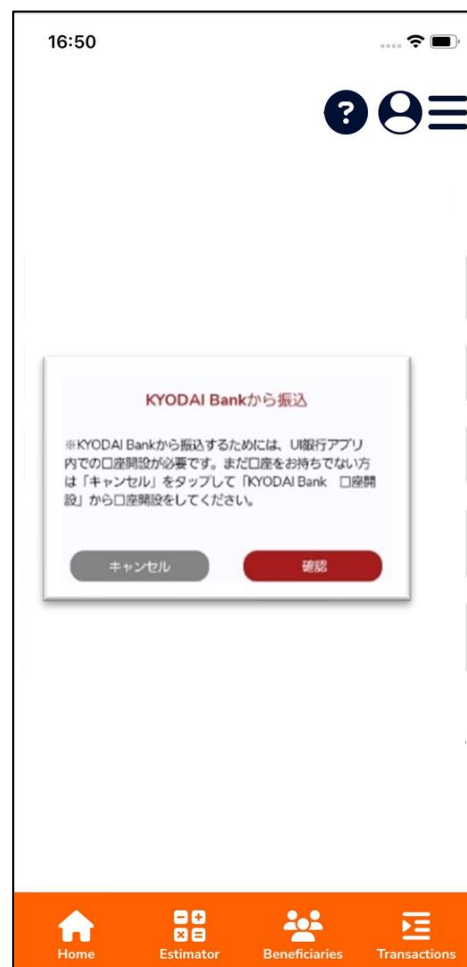 16:50
?
KYODAI Bankから振込
※KYODAI Bankから振込するためには、UI銀行アプリ
内での口座開設が必要です。まだ口座をお持ちでない方
は「キャンセル」をタップして「KYODAI Bank　口座開
設」から口座開設をしてください。
キャンセル 確認
Home Estimator Beneficiaries Transactions